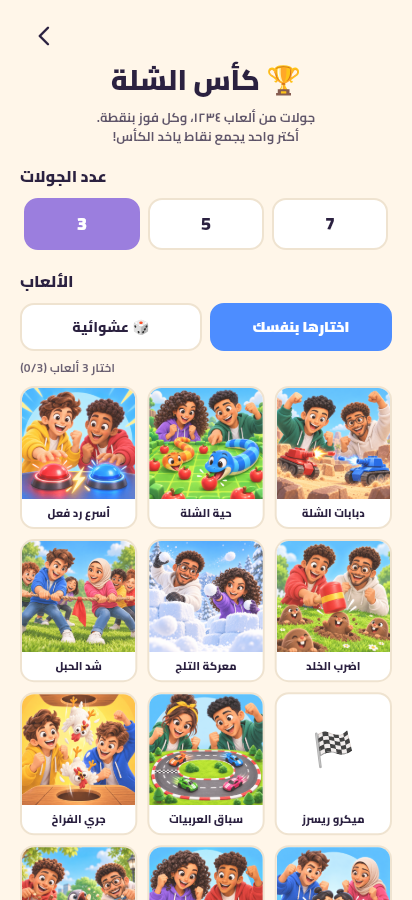 🏆 كأس الشلة
جولات من ألعاب ١٢٣٤، وكل فوز بنقطة.
أكتر واحد يجمع نقاط ياخد الكأس!
عدد الجولات
3
5
7
الألعاب
🎲 عشوائية
اختارها بنفسك
اختار 3 ألعاب (0/3)
أسرع رد فعل
حية الشلة
دبابات الشلة
شد الحبل
معركة التلج
اضرب الخلد
جري الفراخ
سباق العربيات
ميكرو ريسرز